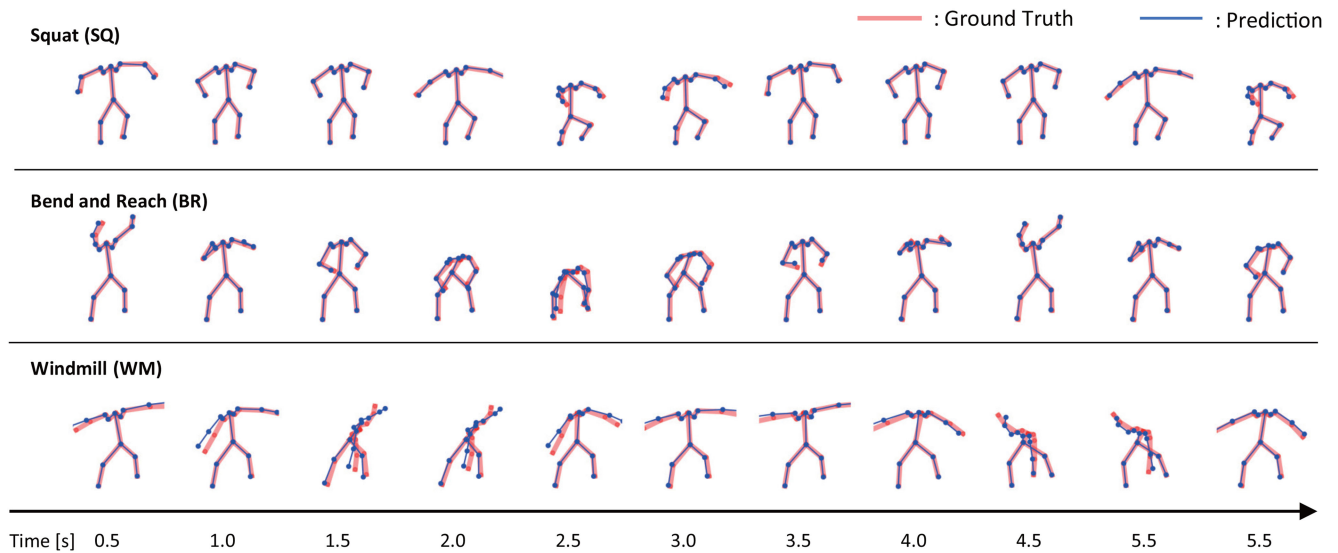 : Ground Truth : Prediction
Squat (SQ)
Bend and Reach (BR)
Windmill (WM)
Time [s] 0.5 1.0 1.5 2.0 2.5 3.0 3.5 4.0 4.5 5.5 5.5